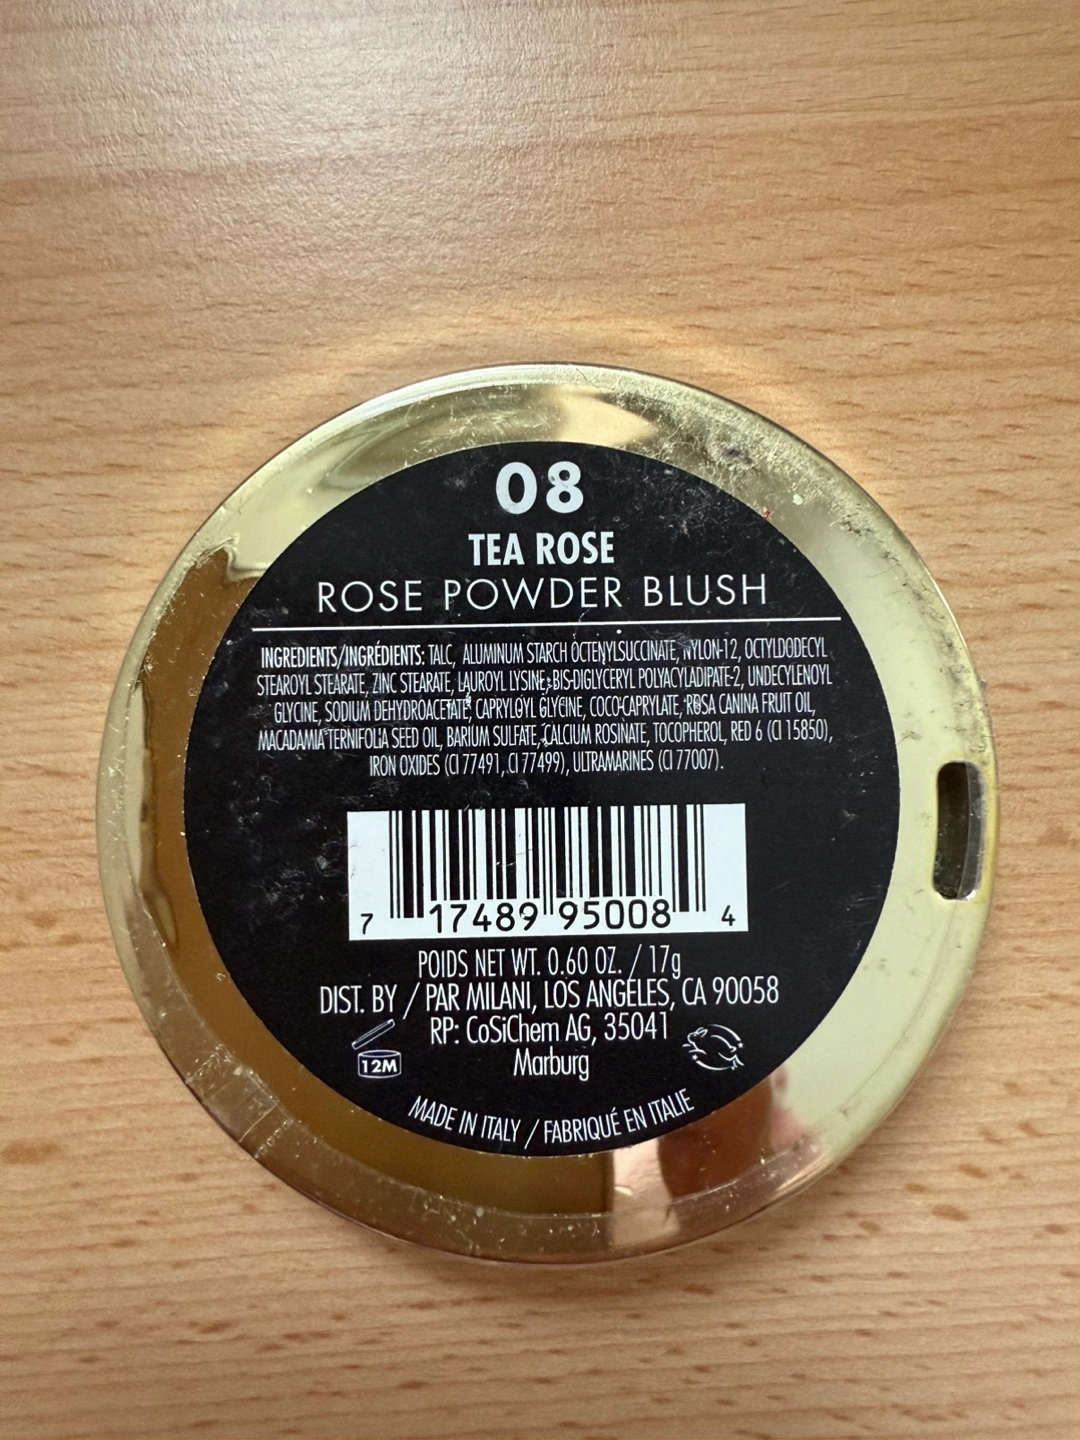 08
TEA ROSE
ROSE POWDER BLUSH
INGREDIENTS/INGRÉDIENTS: TALC, ALUMINUM STARCH OCTENYLSUCCINATE, NYLON-12, OCTYLDODECYL
STEAROYL STEARATE, ZINC STEARATE, LAUROYL LYSINE, BIS-DIGLYCERYL POLYACYLADIPATE-2, UNDECYLENOYL
GLYCINE, SODIUM DEHYDROACETATE, CAPRYLOYL GLYCINE, COCO-CAPRYLATE, ROSA CANINA FRUIT OIL,
MACADAMIA TERNIFOLIA SEED OIL, BARIUM SULFATE, CALCIUM ROSINATE, TOCOPHEROL, RED 6 (CI 15850),
IRON OXIDES (CI 77491, CI 77499), ULTRAMARINES (CI 77007).
7 17489 95008 4
POIDS NET WT. 0.60 OZ. / 17g
DIST. BY / PAR MILANI, LOS ANGELES, CA 90058
RP: CoSiChem AG, 35041
Marburg
12M
MADE IN ITALY / FABRIQUÉ EN ITALIE